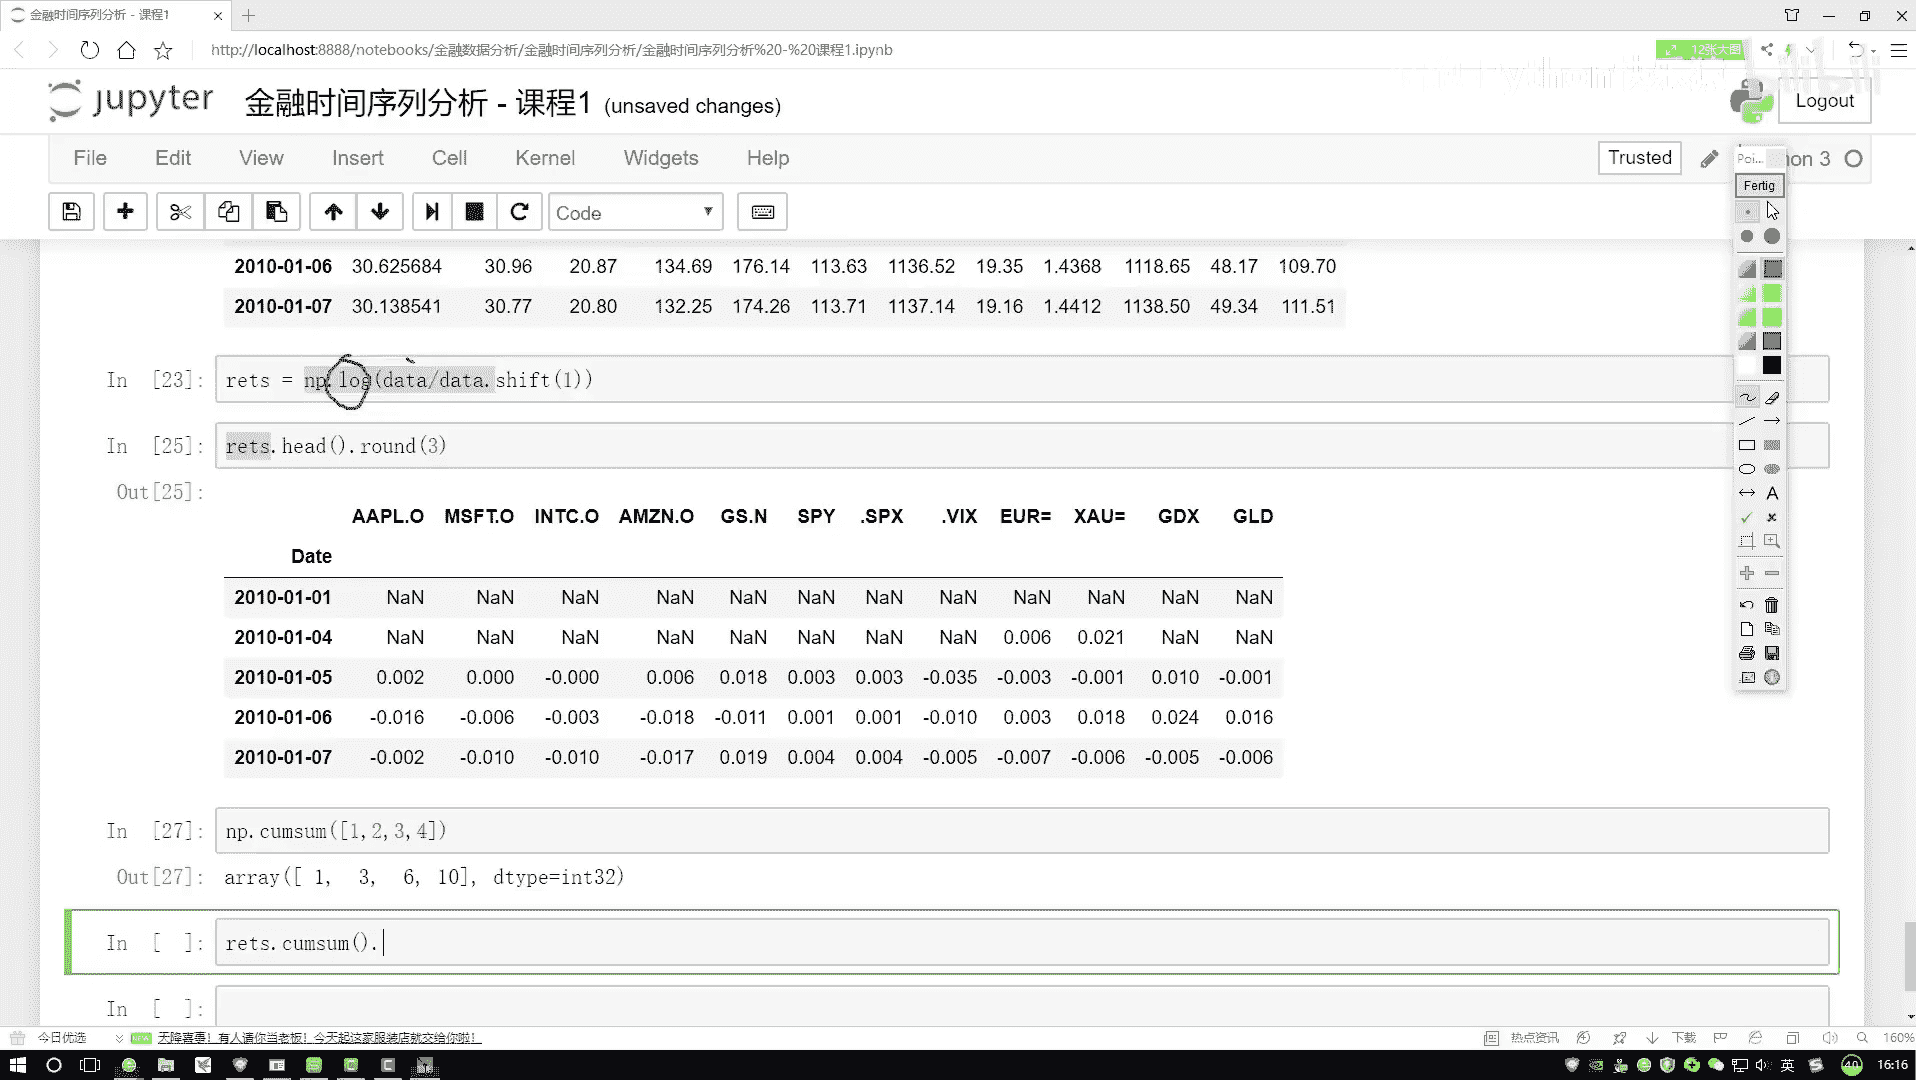 金融时间序列分析 - 课程1
http://localhost:8888/notebooks/金融数据分析/金融时间序列分析/金融时间序列分析%20-%20课程1.ipynb
12张大图
bilibili
jupyter 金融时间序列分析 - 课程1 (unsaved changes)
Logout
File Edit View Insert Cell Kernel Widgets Help
Trusted
Poi...
Fertig
Code
2010-01-06 30.625684 30.96 20.87 134.69 176.14 113.63 1136.52 19.35 1.4368 1118.65 48.17 109.70
2010-01-07 30.138541 30.77 20.80 132.25 174.26 113.71 1137.14 19.16 1.4412 1138.50 49.34 111.51
In [23]: rets = np.log(data/data.shift(1))
In [25]: rets.head().round(3)
Out[25]:
AAPL.O MSFT.O INTC.O AMZN.O GS.N SPY .SPX .VIX EUR= XAU= GDX GLD
Date
2010-01-01 NaN NaN NaN NaN NaN NaN NaN NaN NaN NaN NaN NaN
2010-01-04 NaN NaN NaN NaN NaN NaN NaN NaN 0.006 0.021 NaN NaN
2010-01-05 0.002 0.000 -0.000 0.006 0.018 0.003 0.003 -0.035 -0.003 -0.001 0.010 -0.001
2010-01-06 -0.016 -0.006 -0.003 -0.018 -0.011 0.001 0.001 -0.010 0.003 0.018 0.024 0.016
2010-01-07 -0.002 -0.010 -0.010 -0.017 0.019 0.004 0.004 -0.005 -0.007 -0.006 -0.005 -0.006
In [27]: np.cumsum([1,2,3,4])
Out[27]: array([ 1, 3, 6, 10], dtype=int32)
In [ ]: rets.cumsum().
In [ ]:
今日优选 天降喜事！有人请你当老板！今天起这家服装店就交给你啦！ 热点资讯 下载 160%
英 40 16:16